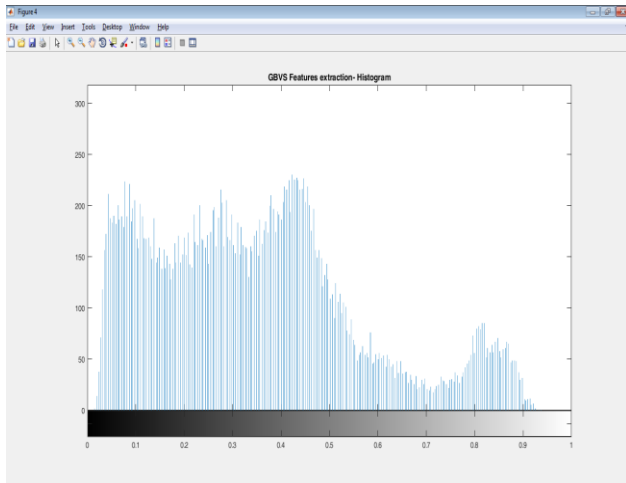 Figure 4
File Edit View Insert Tools Desktop Window Help
GBVS Features extraction- Histogram
300
250
200
150
100
50
0
0 0.1 0.2 0.3 0.4 0.5 0.6 0.7 0.8 0.9 1